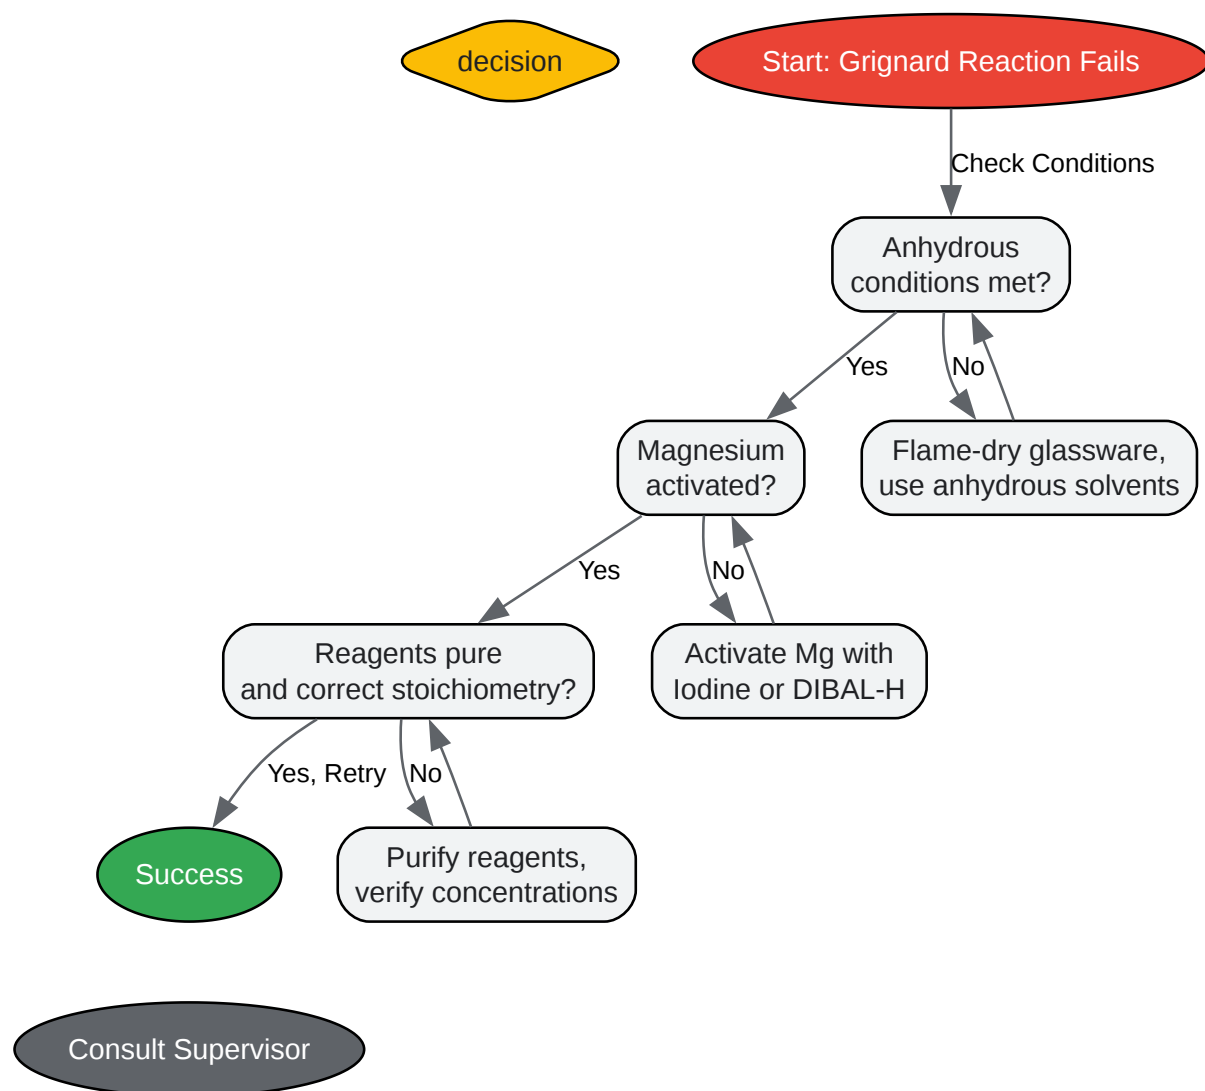 decision
Start: Grignard Reaction Fails
Check Conditions
Anhydrous
conditions met?
Yes
No
Magnesium
activated?
Flame-dry glassware,
use anhydrous solvents
Yes
No
Reagents pure
and correct stoichiometry?
Activate Mg with
Iodine or DIBAL-H
Yes, Retry
No
Success
Purify reagents,
verify concentrations
Consult Supervisor